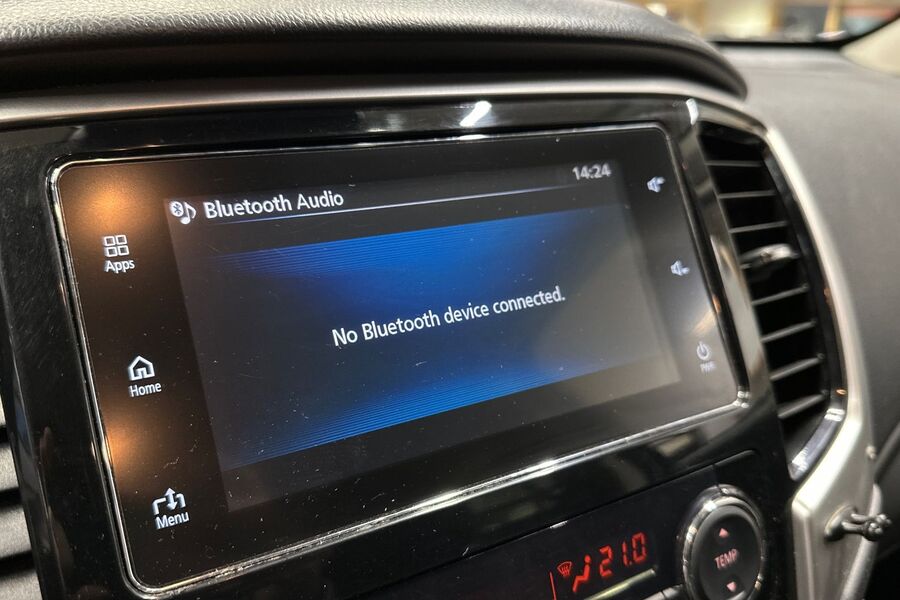 Bluetooth Audio
14:24
Apps
No Bluetooth device connected.
Home
PWR
Menu
21.0
TEMP